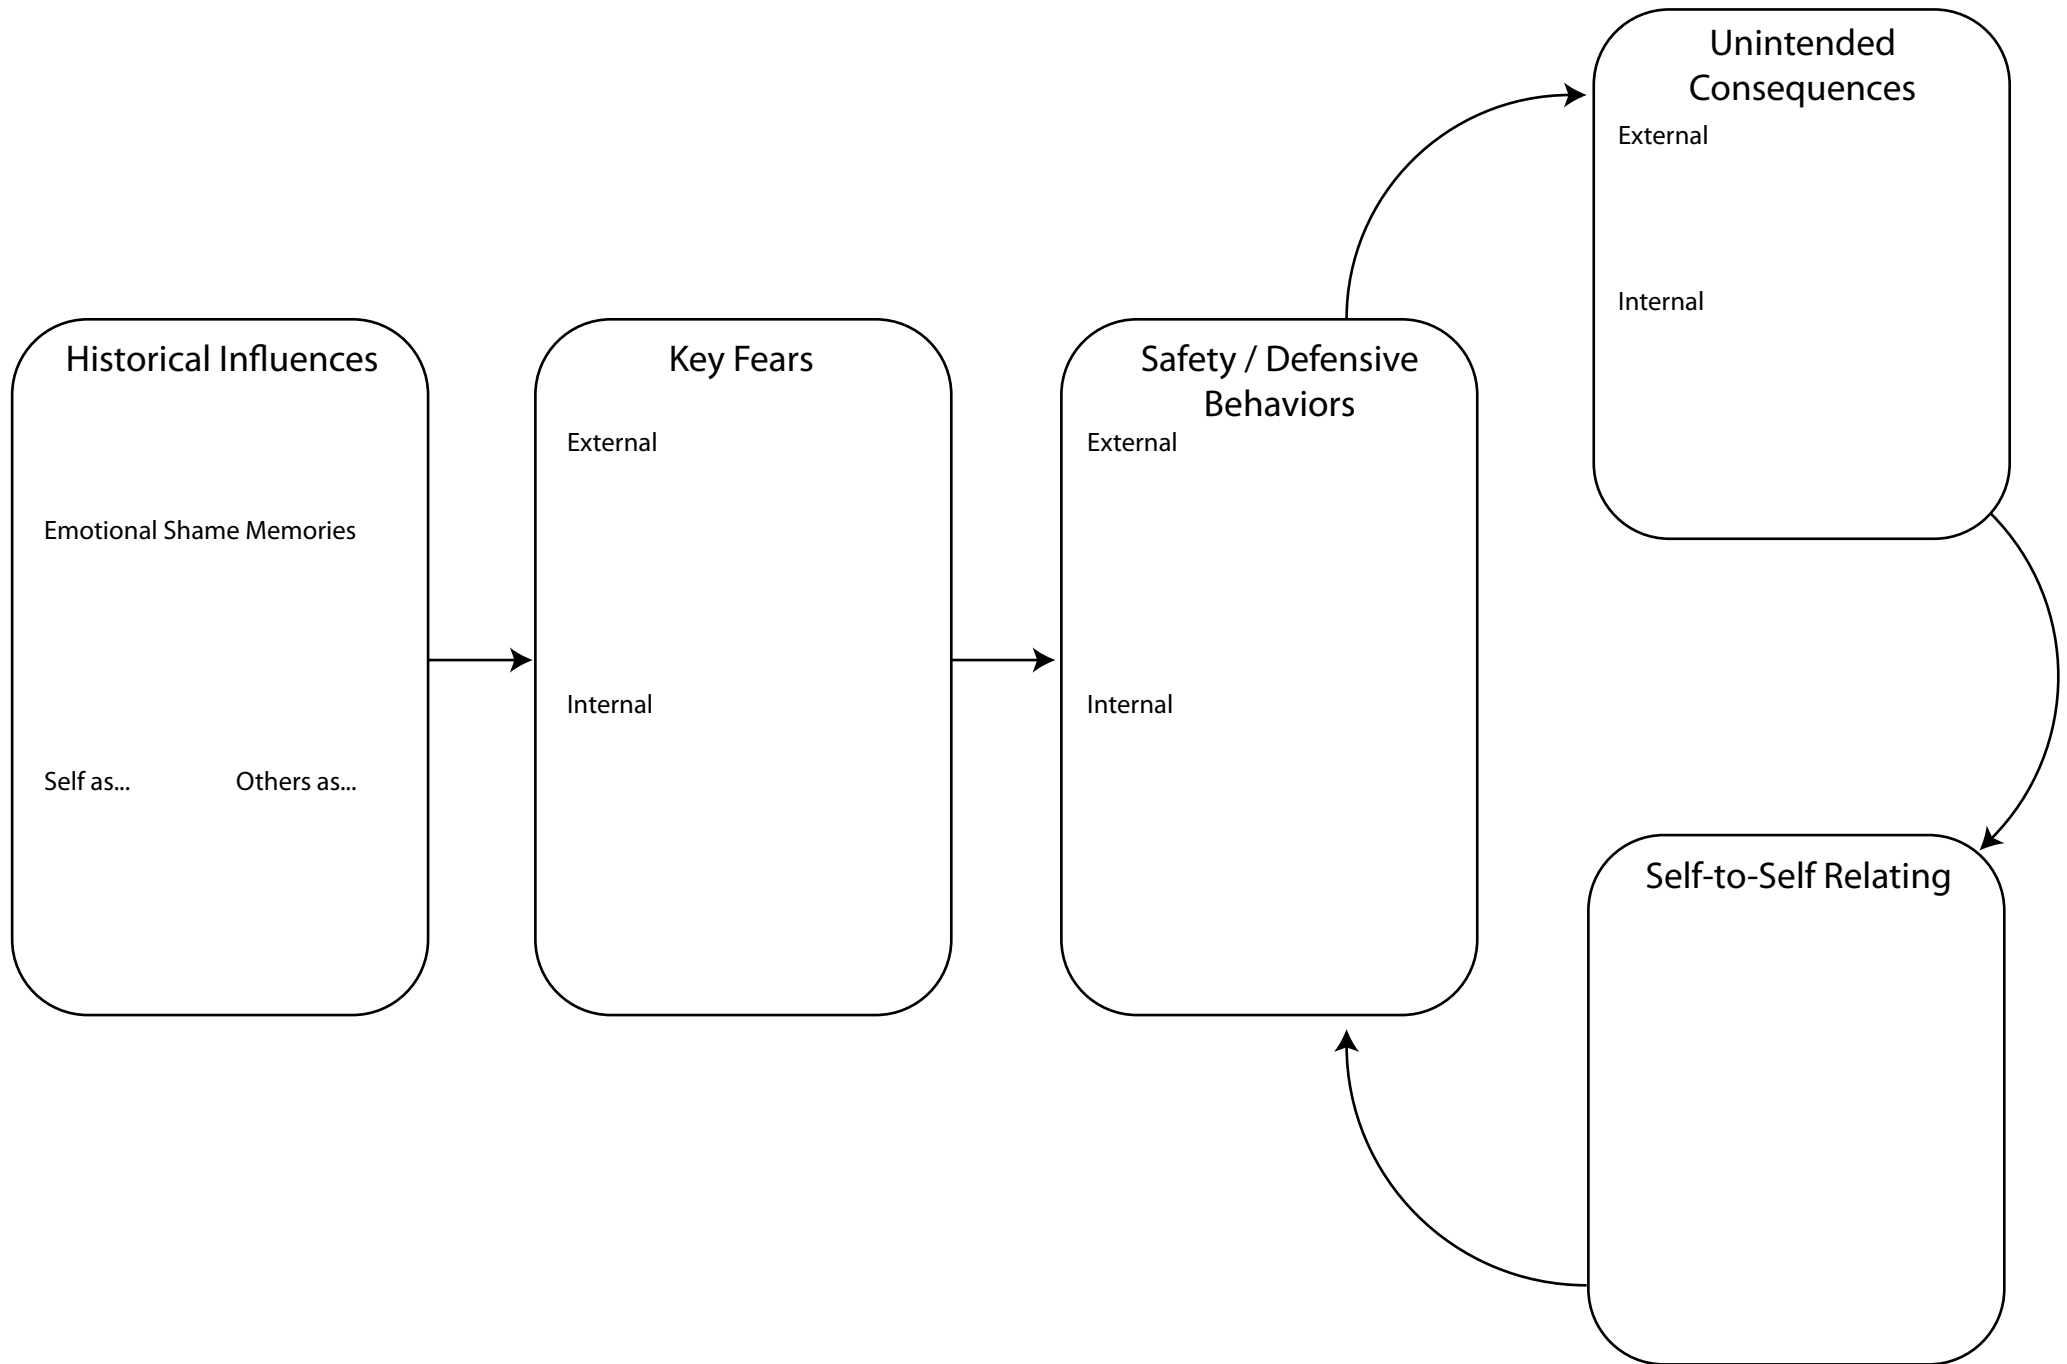 Historical Influences
Emotional Shame Memories
Self as...
Others as...
Key Fears
External
Internal
Safety / Defensive
Behaviors
External
Internal
Unintended
Consequences
External
Internal
Self-to-Self Relating